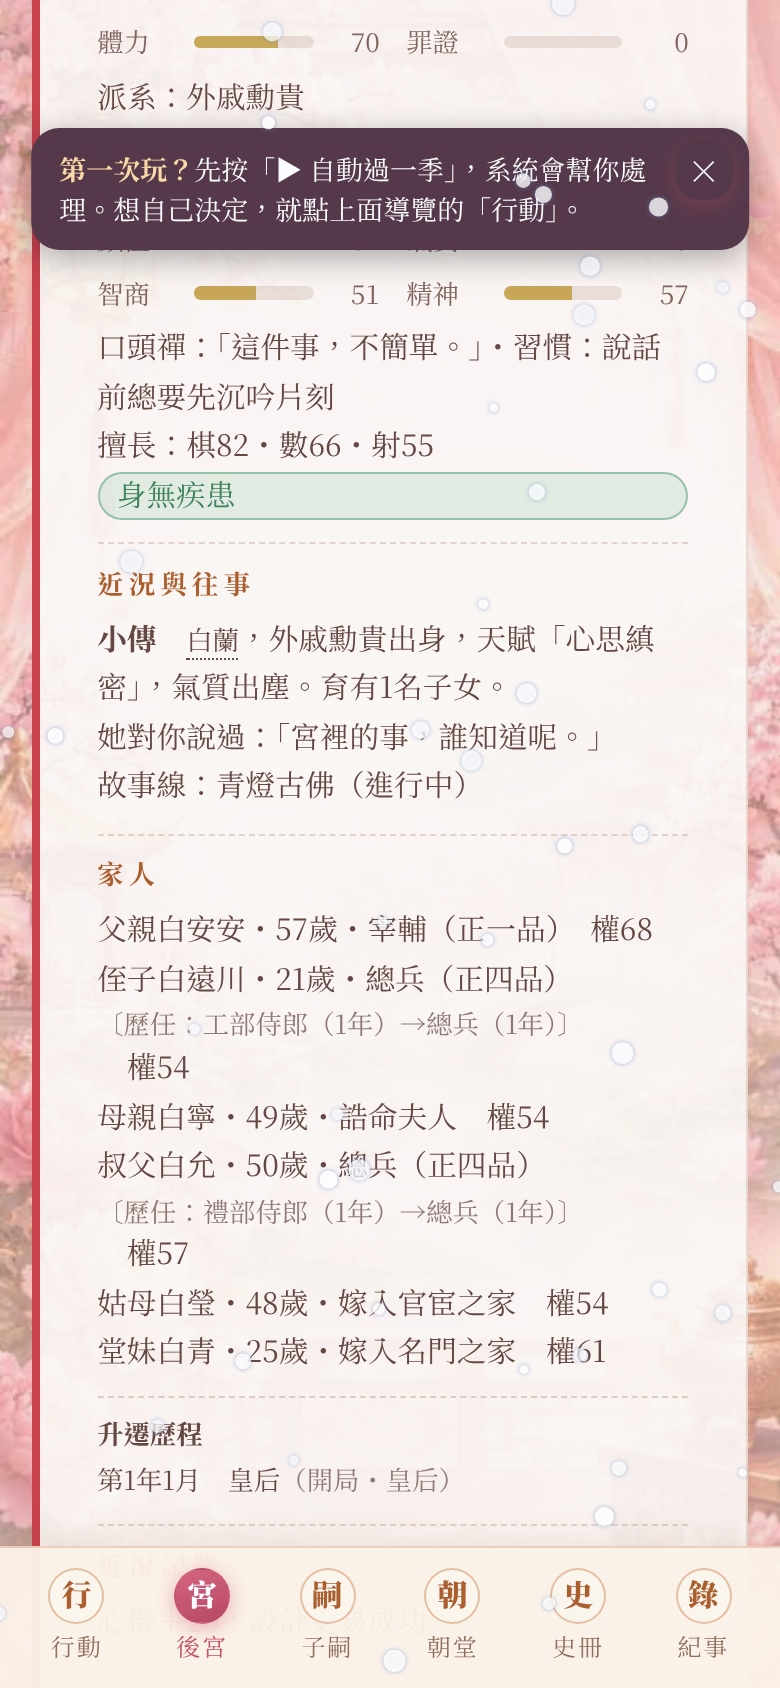 體力 70 罪證 0
派系：外戚勳貴
第一次玩？先按「▶ 自動過一季」，系統會幫你處
理。想自己決定，就點上面導覽的「行動」。
智商 51 精神 57
口頭禪：「這件事，不簡單。」・習慣：說話
前總要先沉吟片刻
擅長：棋82・數66・射55
身無疾患
近況與往事
小傳 白蘭，外戚勳貴出身，天賦「心思縝
密」，氣質出塵。育有1名子女。
她對你說過：「宮裡的事，誰知道呢。」
故事線：青燈古佛（進行中）
家人
父親白安安・57歲・宰輔（正一品） 權68
侄子白遠川・21歲・總兵（正四品）
〔歷任：工部侍郎（1年）→總兵（1年）〕
權54
母親白寧・49歲・誥命夫人 權54
叔父白允・50歲・總兵（正四品）
〔歷任：禮部侍郎（1年）→總兵（1年）〕
權57
姑母白瑩・48歲・嫁入官宦之家 權54
堂妹白青・25歲・嫁入名門之家 權61
升遷歷程
第1年1月 皇后（開局・皇后）
行 宮 嗣 朝 史 錄
行動 後宮 子嗣 朝堂 史冊 紀事